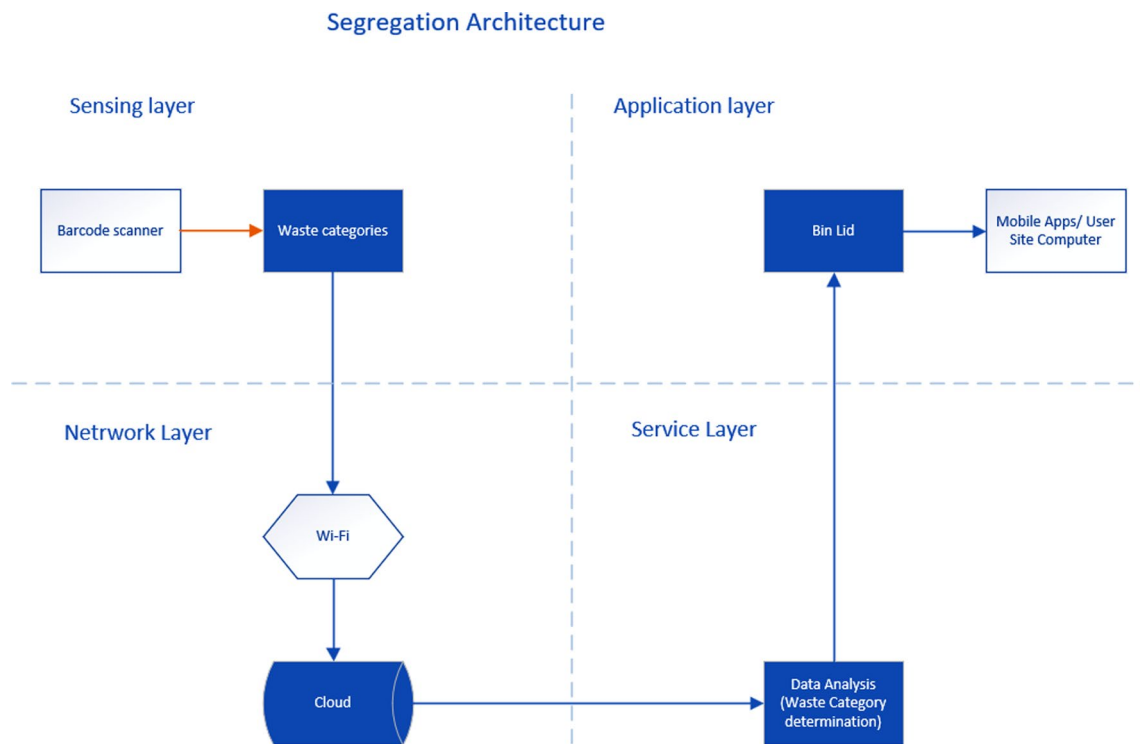 Segregation Architecture
Sensing layer
Application layer
Barcode scanner
Waste categories
Bin Lid
Mobile Apps/ User
Site Computer
Netrwork Layer
Service Layer
Wi-Fi
Cloud
Data Analysis
(Waste Category
determination)